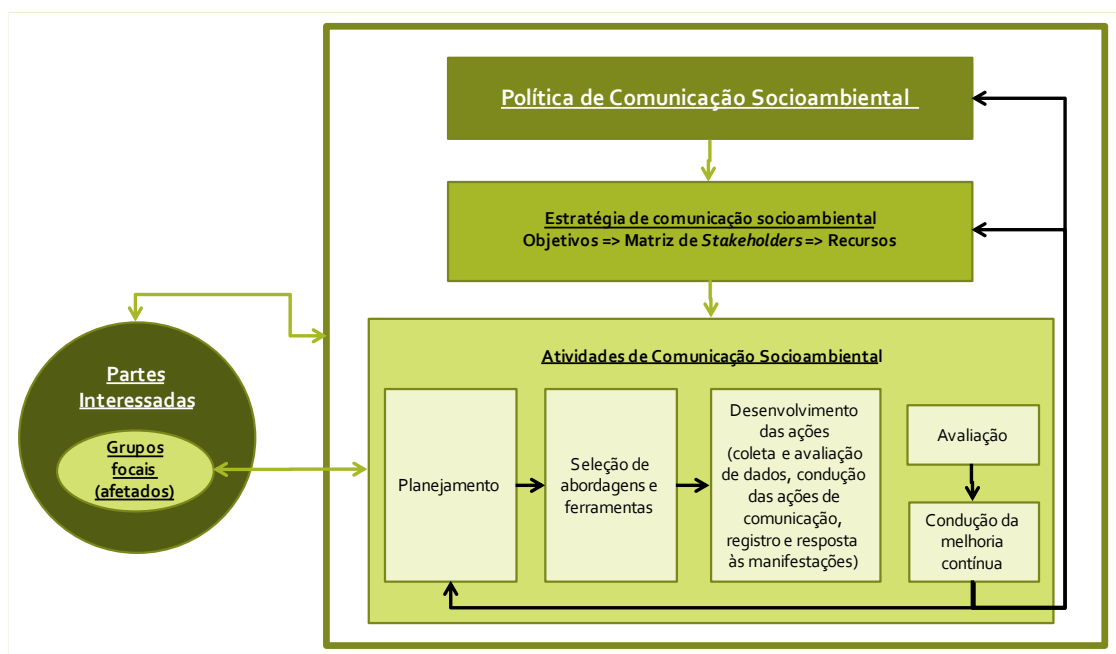 Política de Comunicação Socioambiental
Estratégia de comunicação socioambiental
Objetivos => Matriz de Stakeholders => Recursos
Partes
Interessadas
Grupos
focais
(afetados)
Atividades de Comunicação Socioambiental
Planejamento
Seleção de
abordagens e
ferramentas
Desenvolvimento
das ações
(coleta e avaliação
de dados, condução
das ações de
comunicação,
registro e resposta
às manifestações)
Avaliação
Condução da
melhoria
contínua